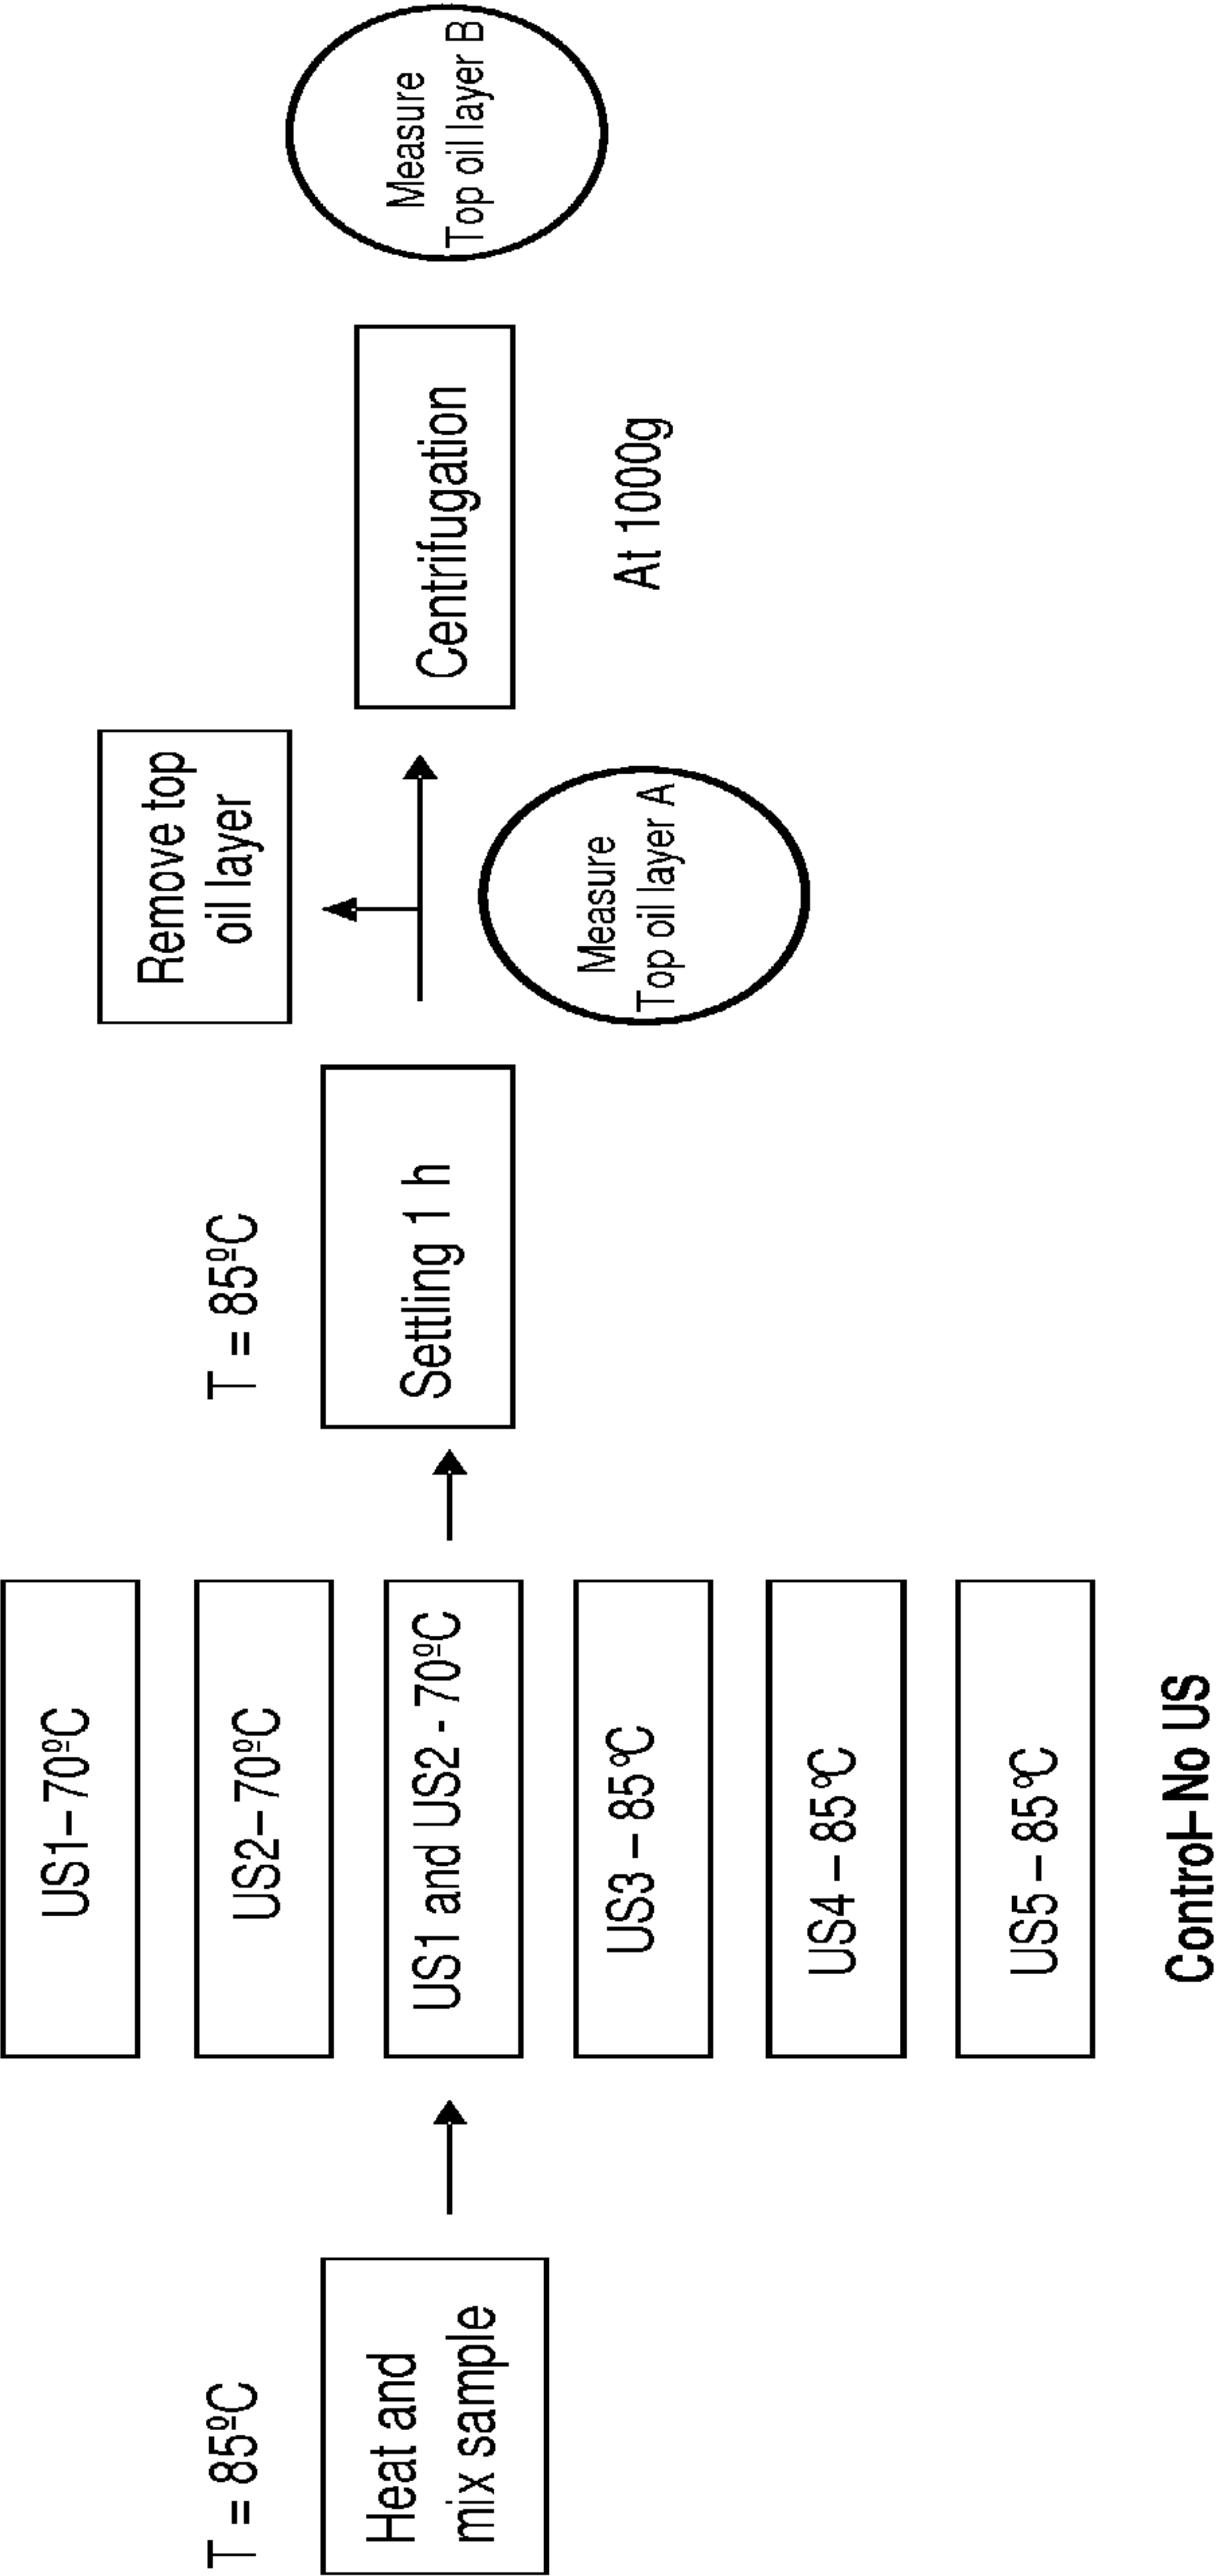 T = 85ºC
Heat and
mix sample
US1– 70ºC
US2– 70ºC
US1 and US2 - 70ºC
US3 – 85ºC
US4 – 85ºC
US5 – 85ºC
Control– No US
T = 85ºC
Settling 1 h
Remove top
oil layer
Measure
Top oil layer A
Centrifugation
At 1000g
Measure
Top oil layer B